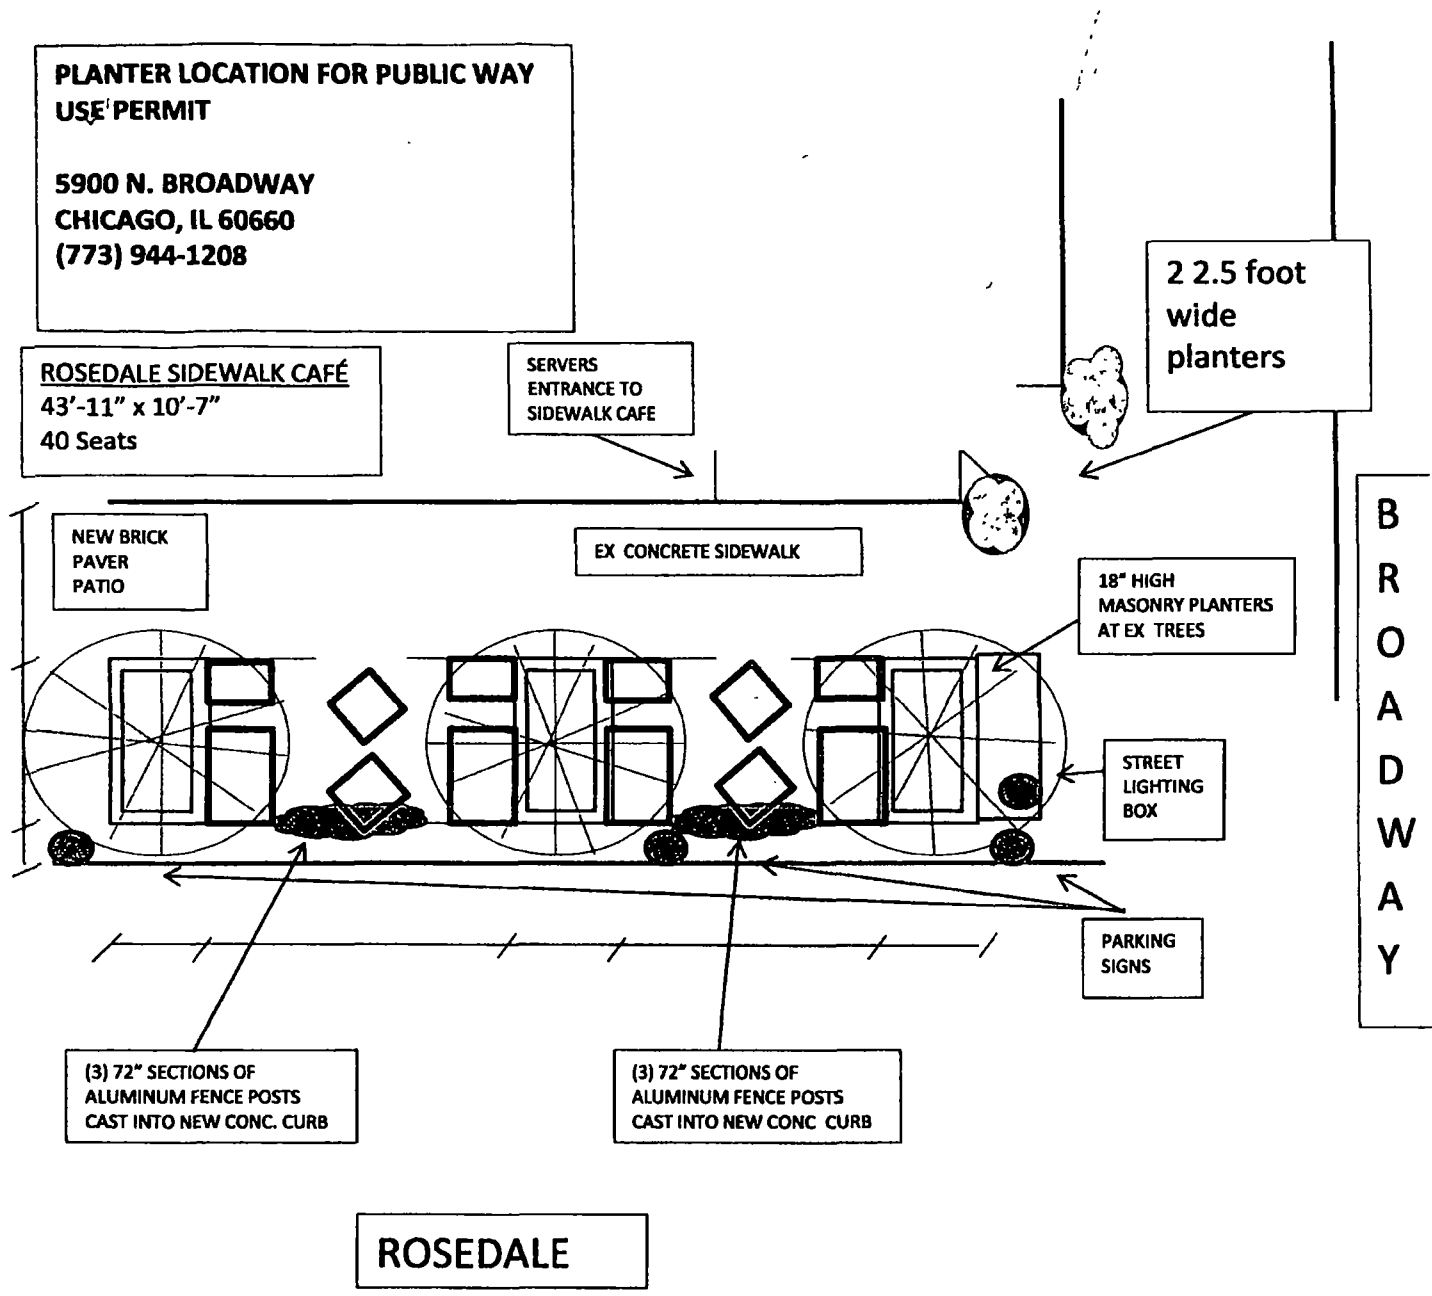 PLANTER LOCATION FOR PUBLIC WAY
USE PERMIT
5900 N. BROADWAY
CHICAGO, IL 60660
(773) 944-1208
2 2.5 foot
wide
planters
ROSEDALE SIDEWALK CAFÉ
43’-11” x 10’-7”
40 Seats
SERVERS
ENTRANCE TO
SIDEWALK CAFE
NEW BRICK
PAVER
PATIO
EX CONCRETE SIDEWALK
18” HIGH
MASONRY PLANTERS
AT EX TREES
BROADWAY
STREET
LIGHTING
BOX
PARKING
SIGNS
(3) 72” SECTIONS OF
ALUMINUM FENCE POSTS
CAST INTO NEW CONC. CURB
(3) 72” SECTIONS OF
ALUMINUM FENCE POSTS
CAST INTO NEW CONC CURB
ROSEDALE